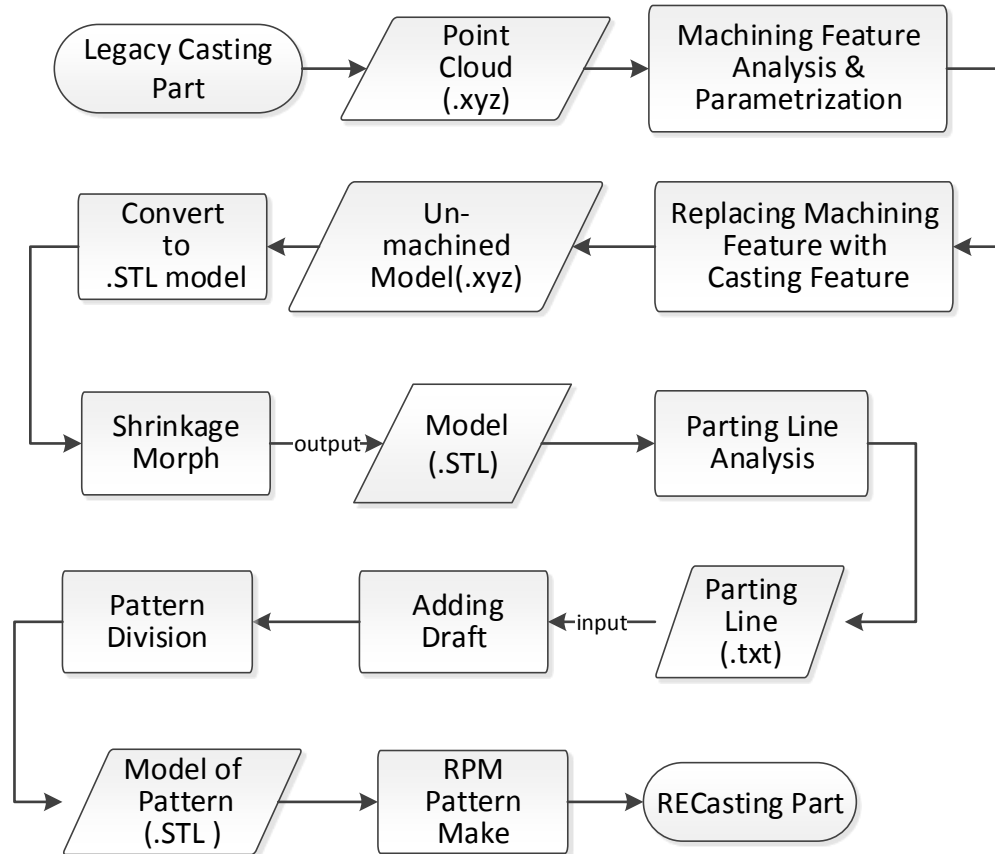 Legacy Casting
Part
Point
Cloud
(.xyz)
Machining Feature
Analysis &
Parametrization
Convert
to
.STL model
Un-
machined
Model(.xyz)
Replacing Machining
Feature with
Casting Feature
Shrinkage
Morph
output
Model
(.STL)
Parting Line
Analysis
Pattern
Division
Adding
Draft
input
Parting
Line
(.txt)
Model of
Pattern
(.STL )
RPM
Pattern
Make
RECasting Part